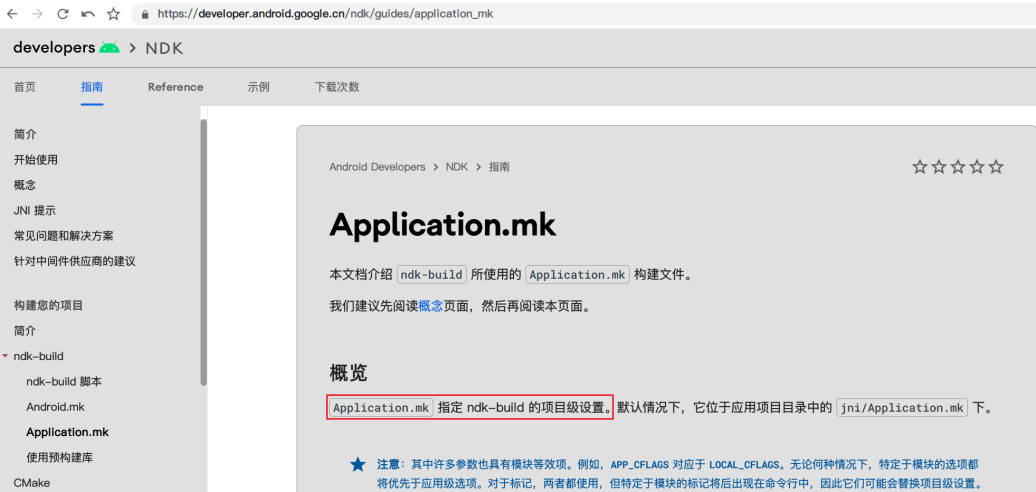 https://developer.android.google.cn/ndk/guides/application_mk
developers > NDK
首页 指南 Reference 示例 下载次数
简介
开始使用
概念
JNI 提示
常见问题和解决方案
针对中间件供应商的建议
构建您的项目
简介
ndk-build
ndk-build 脚本
Android.mk
Application.mk
使用预构建库
CMake
Android Developers > NDK > 指南
Application.mk
本文档介绍 ndk-build 所使用的 Application.mk 构建文件。
我们建议先阅读概念页面，然后再阅读本页面。
概览
Application.mk 指定 ndk-build 的项目级设置。默认情况下，它位于应用项目目录中的 jni/Application.mk 下。
注意：其中许多参数也具有模块等效项。例如，APP_CFLAGS 对应于 LOCAL_CFLAGS。无论何种情况下，特定于模块的选项都
将优先于应用级选项。对于标记，两者都使用，但特定于模块的标记将后出现在命令行中，因此它们可能会替换项目级设置。